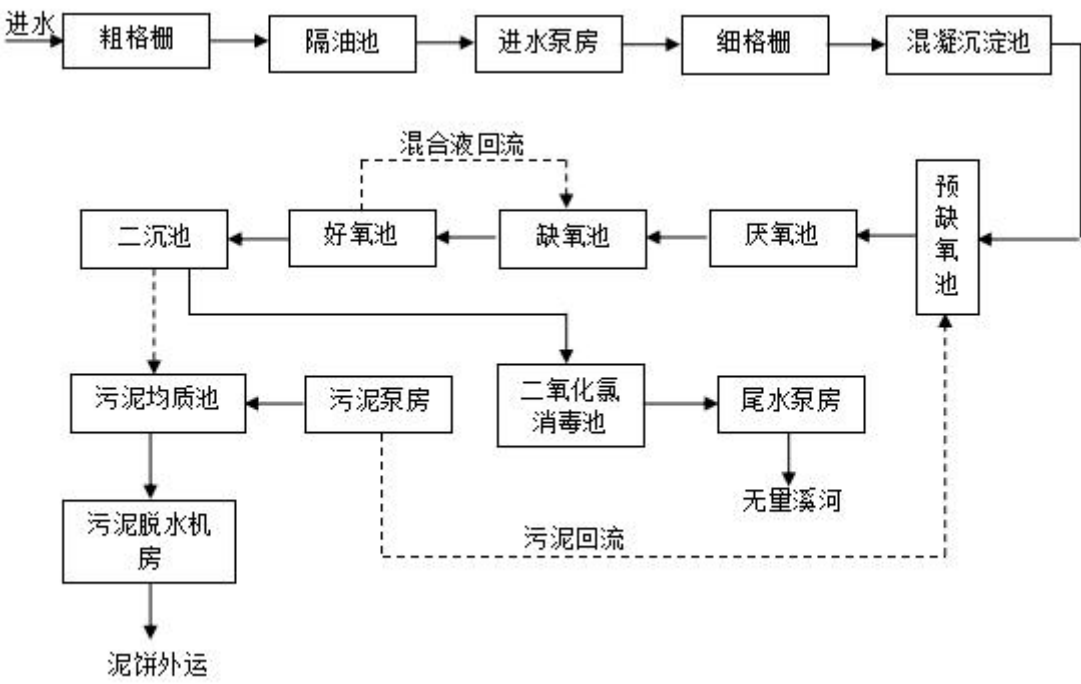 进水
粗格栅
隔油池
进水泵房
细格栅
混凝沉淀池
混合液回流
二沉池
好氧池
缺氧池
厌氧池
预
缺
氧
池
污泥均质池
污泥泵房
二氧化氯
消毒池
尾水泵房
无量溪河
污泥脱水机
房
污泥回流
泥饼外运